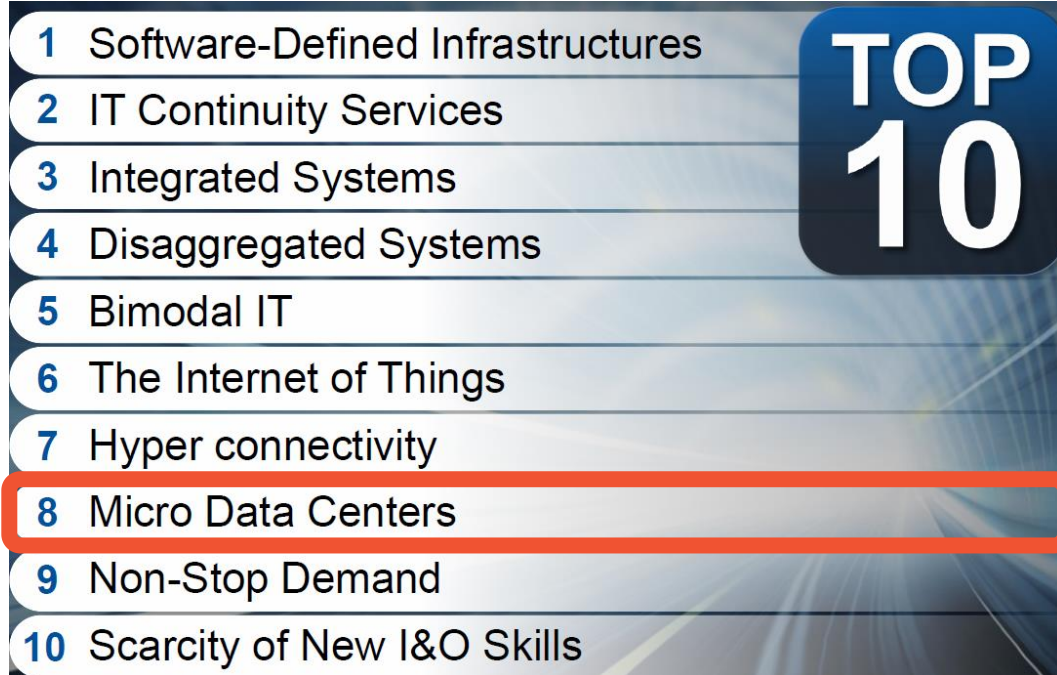 1 Software-Defined Infrastructures
2 IT Continuity Services
3 Integrated Systems
4 Disaggregated Systems
5 Bimodal IT
6 The Internet of Things
7 Hyper connectivity
8 Micro Data Centers
9 Non-Stop Demand
10 Scarcity of New I&O Skills
TOP
10